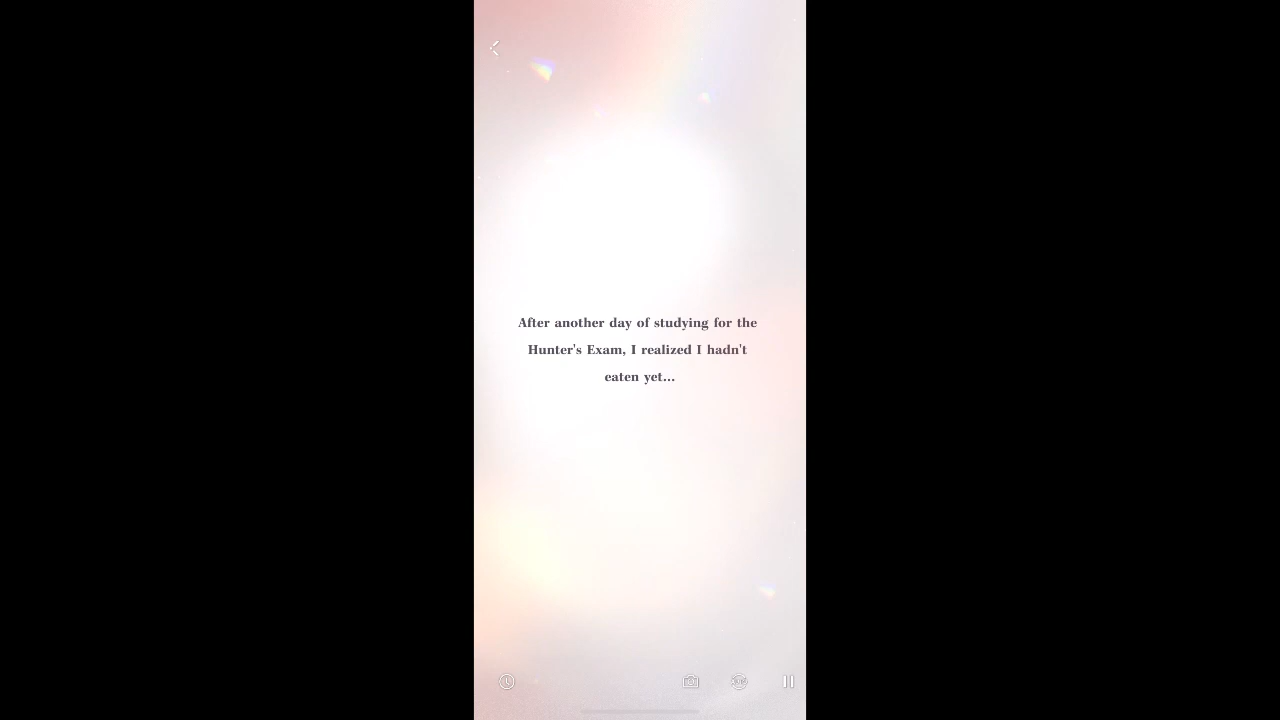 After another day of studying for the
Hunter's Exam, I realized I hadn't
eaten yet...